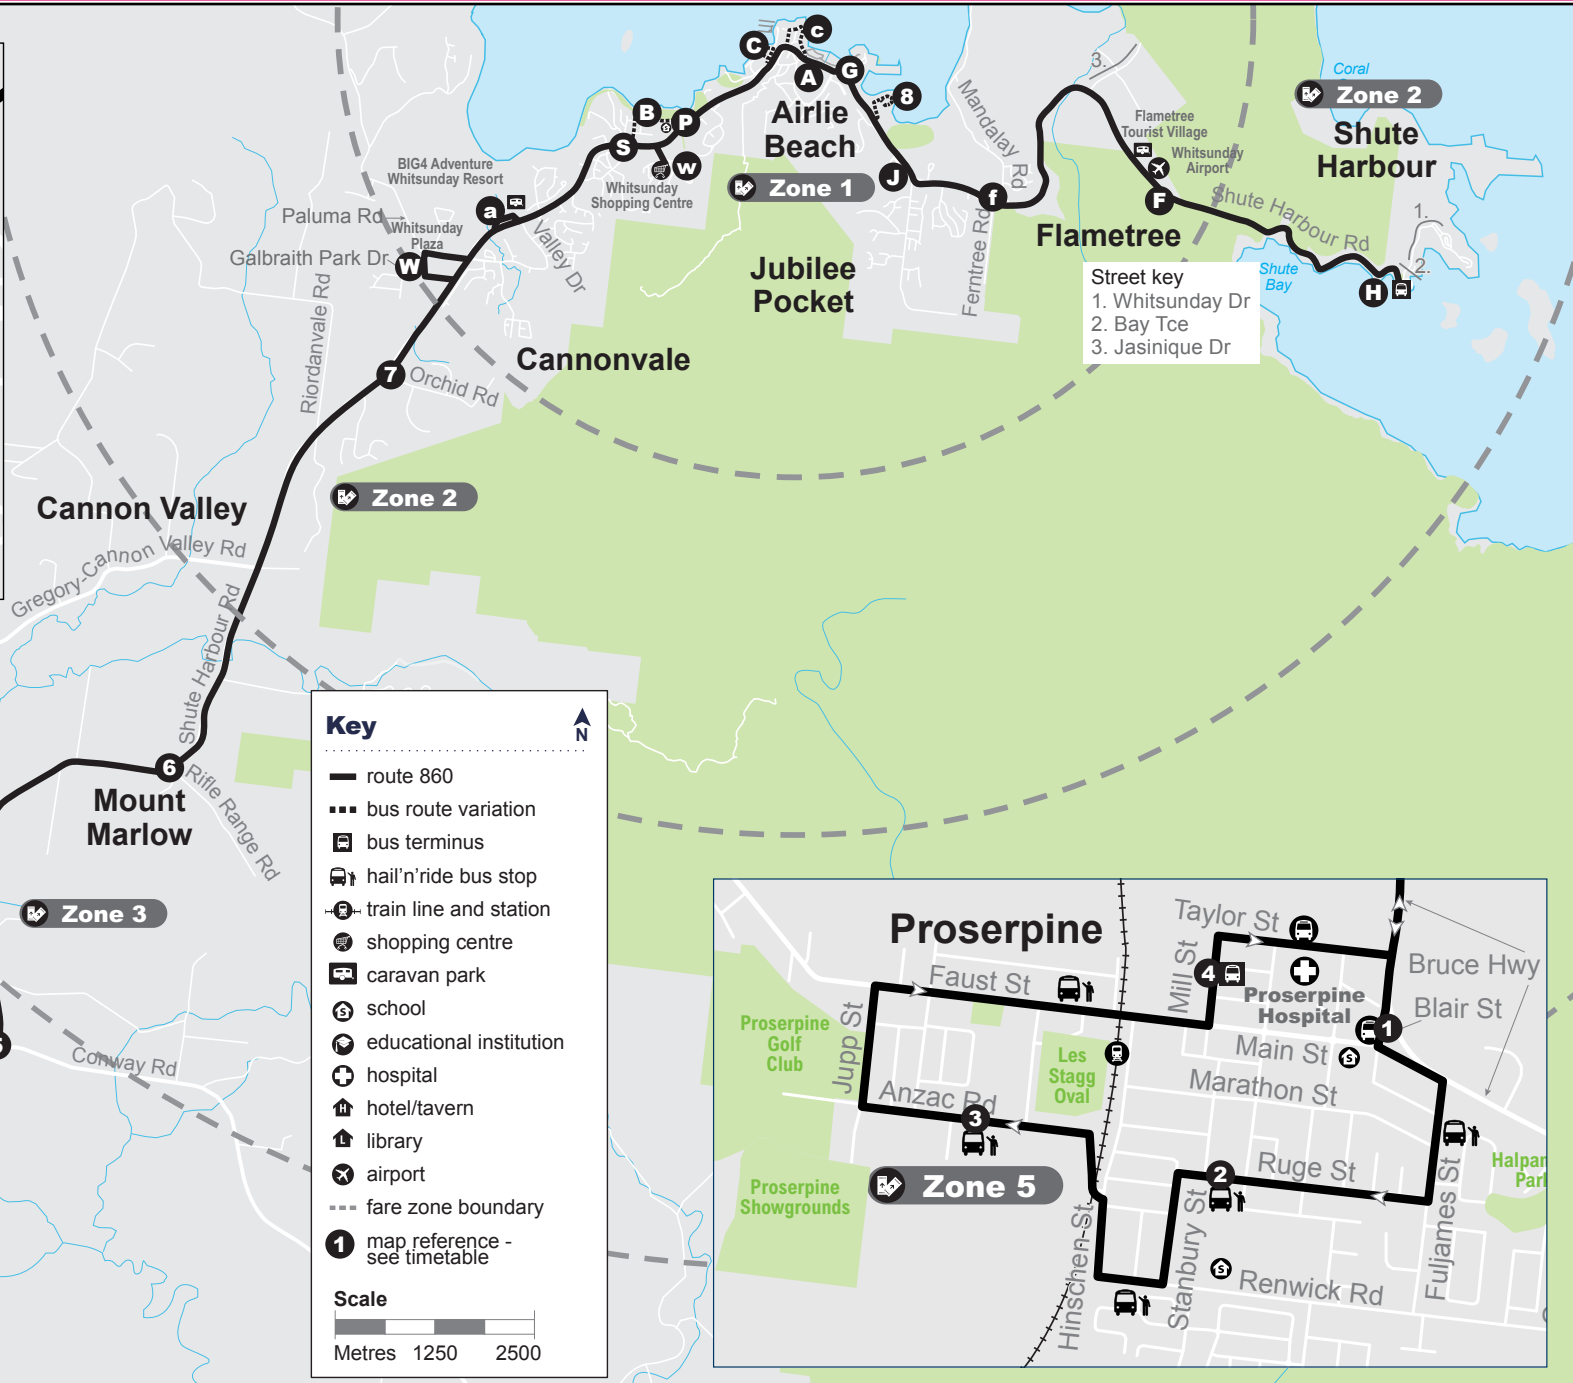 C
c
A
G
8
B
P
S
w
Airlie
Beach
Zone 1
J
f
Mandalay Rd
Ferntree Rd
3.
Flametree
Tourist Village
Whitsunday
Airport
F
Flametree
Coral
Zone 2
Shute
Harbour
Shute Harbour Rd
1.
2.
Shute
Bay
H
Street key
1. Whitsunday Dr
2. Bay Tce
3. Jasinique Dr
BIG4 Adventure
Whitsunday Resort
a
Whitsunday
Shopping Centre
Paluma Rd
Whitsunday
Plaza
Galbraith Park Dr
W
Valley Dr
Riordanvale Rd
Jubilee
Pocket
Cannonvale
7
Orchid Rd
Zone 2
Cannon Valley
Gregory-Cannon Valley Rd
Shute Harbour Rd
6
Rifle Range Rd
Mount
Marlow
Zone 3
Conway Rd
Key
N
route 860
bus route variation
bus terminus
hail'n'ride bus stop
train line and station
shopping centre
caravan park
school
educational institution
hospital
hotel/tavern
library
airport
fare zone boundary
1 map reference -
see timetable
Scale
Metres 1250 2500
Proserpine
Taylor St
Mill St
4
Bruce Hwy
Blair St
1
Proserpine
Hospital
Faust St
Jupp St
Proserpine
Golf
Club
Les
Stagg
Oval
Main St
Marathon St
Anzac Rd
3
Zone 5
Proserpine
Showgrounds
2
Ruge St
Stanbury St
Hinschen St
Renwick Rd
Fuljames St